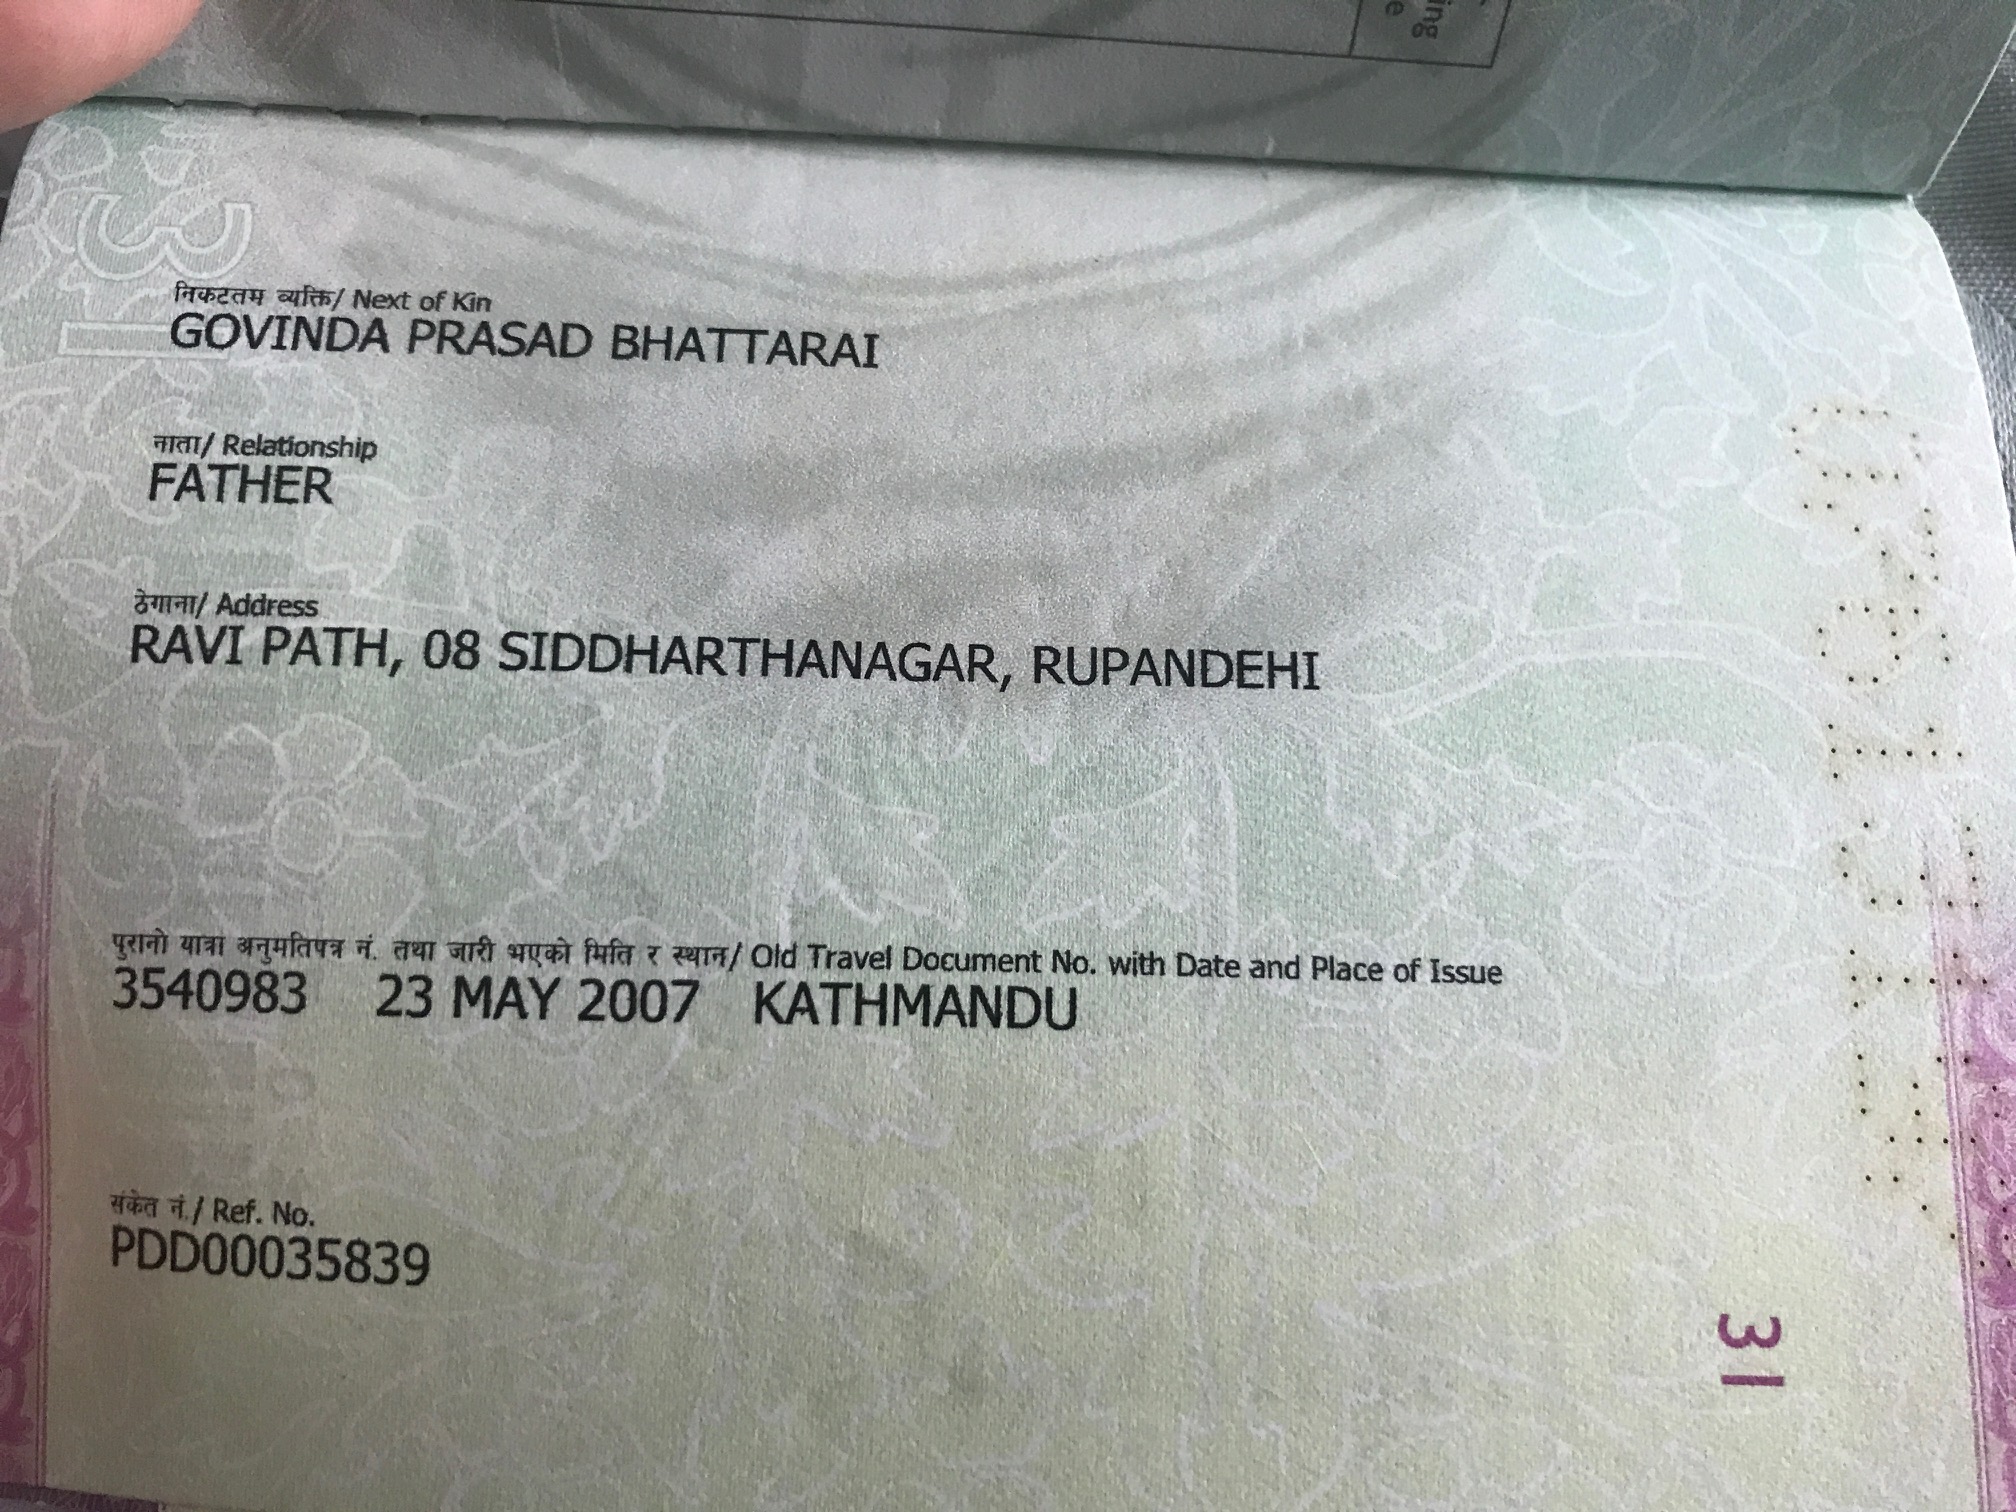 निकटतम व्यक्ति/ Next of Kin
GOVINDA PRASAD BHATTARAI
नाता/ Relationship
FATHER
ठेगाना/ Address
RAVI PATH, 08 SIDDHARTHANAGAR, RUPANDEHI
पुरानो यात्रा अनुमतिपत्र नं. तथा जारी भएको मिति र स्थान/ Old Travel Document No. with Date and Place of Issue
3540983 23 MAY 2007 KATHMANDU
संकेत नं./ Ref. No.
PDD00035839
३१